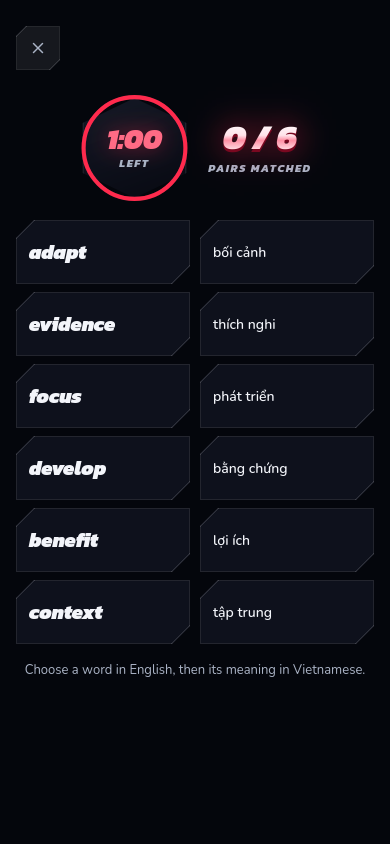 1:00
LEFT
0 / 6
PAIRS MATCHED
adapt
bối cảnh
evidence
thích nghi
focus
phát triển
develop
bằng chứng
benefit
lợi ích
context
tập trung
Choose a word in English, then its meaning in Vietnamese.